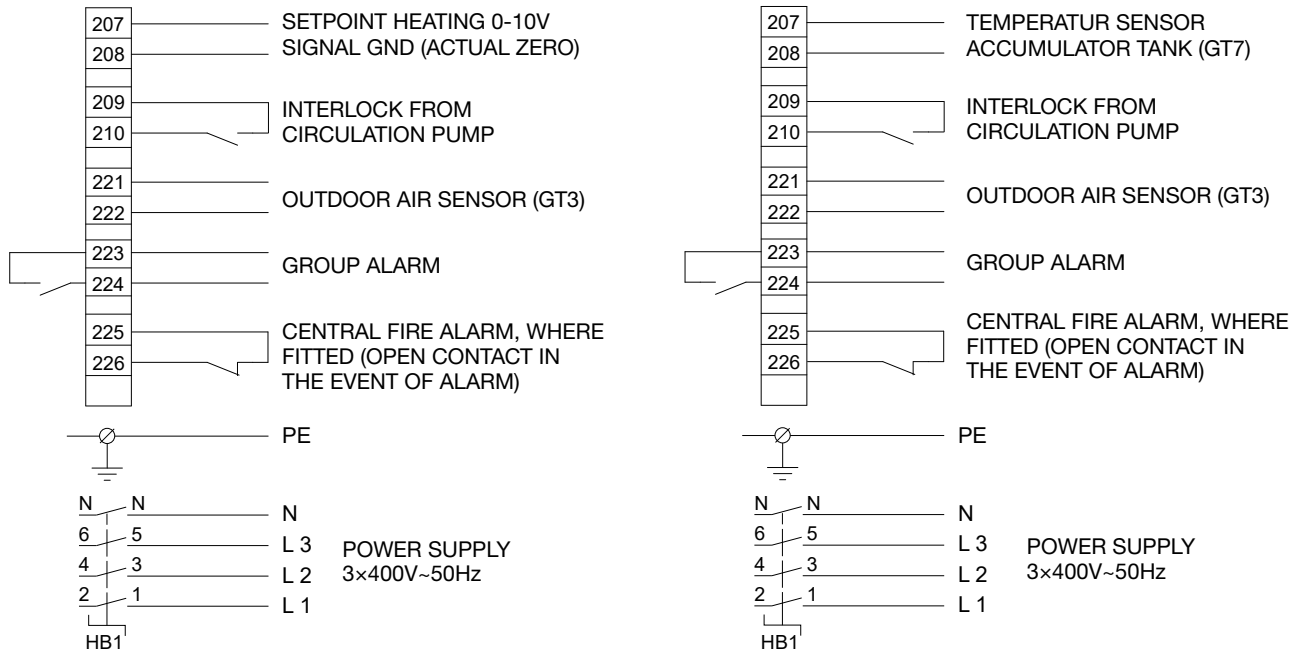 207 SETPOINT HEATING 0-10V
208 SIGNAL GND (ACTUAL ZERO)
209 INTERLOCK FROM
210 CIRCULATION PUMP
221
OUTDOOR AIR SENSOR (GT3)
222
223
GROUP ALARM
224
225 CENTRAL FIRE ALARM, WHERE
FITTED (OPEN CONTACT IN
226
THE EVENT OF ALARM)
PE
N N N
6 5 L 3
POWER SUPPLY
4 3 L 2
3×400V~50Hz
2 1 L 1
HB1
207 TEMPERATUR SENSOR
208 ACCUMULATOR TANK (GT7)
209 INTERLOCK FROM
210 CIRCULATION PUMP
221
OUTDOOR AIR SENSOR (GT3)
222
223
GROUP ALARM
224
225 CENTRAL FIRE ALARM, WHERE
FITTED (OPEN CONTACT IN
226
THE EVENT OF ALARM)
PE
N N N
6 5 L 3
POWER SUPPLY
4 3 L 2
3×400V~50Hz
2 1 L 1
HB1